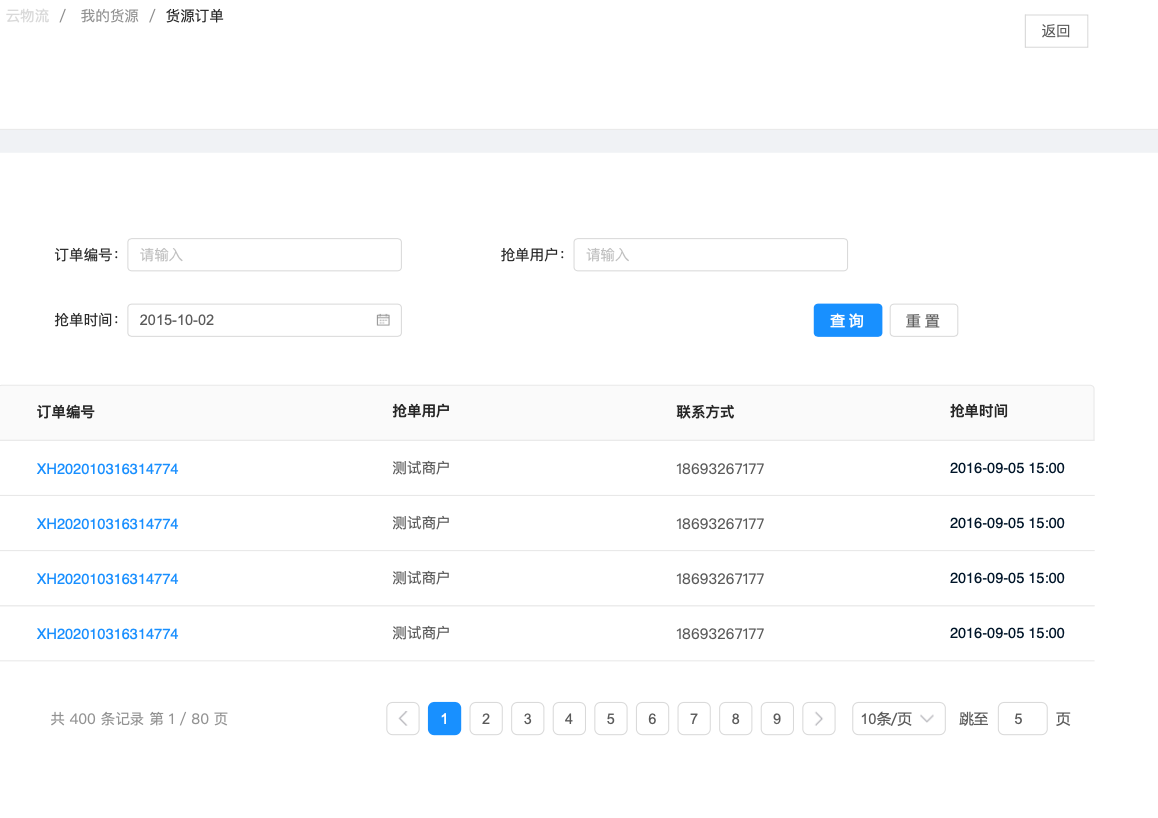 云物流 / 我的货源 / 货源订单
返回
订单编号: 请输入 抢单用户: 请输入
抢单时间: 2015-10-02 查 询 重 置
订单编号 抢单用户 联系方式 抢单时间
XH202010316314774 测试商户 18693267177 2016-09-05 15:00
XH202010316314774 测试商户 18693267177 2016-09-05 15:00
XH202010316314774 测试商户 18693267177 2016-09-05 15:00
XH202010316314774 测试商户 18693267177 2016-09-05 15:00
共 400 条记录 第 1 / 80 页 1 2 3 4 5 6 7 8 9 10条/页 跳至 5 页